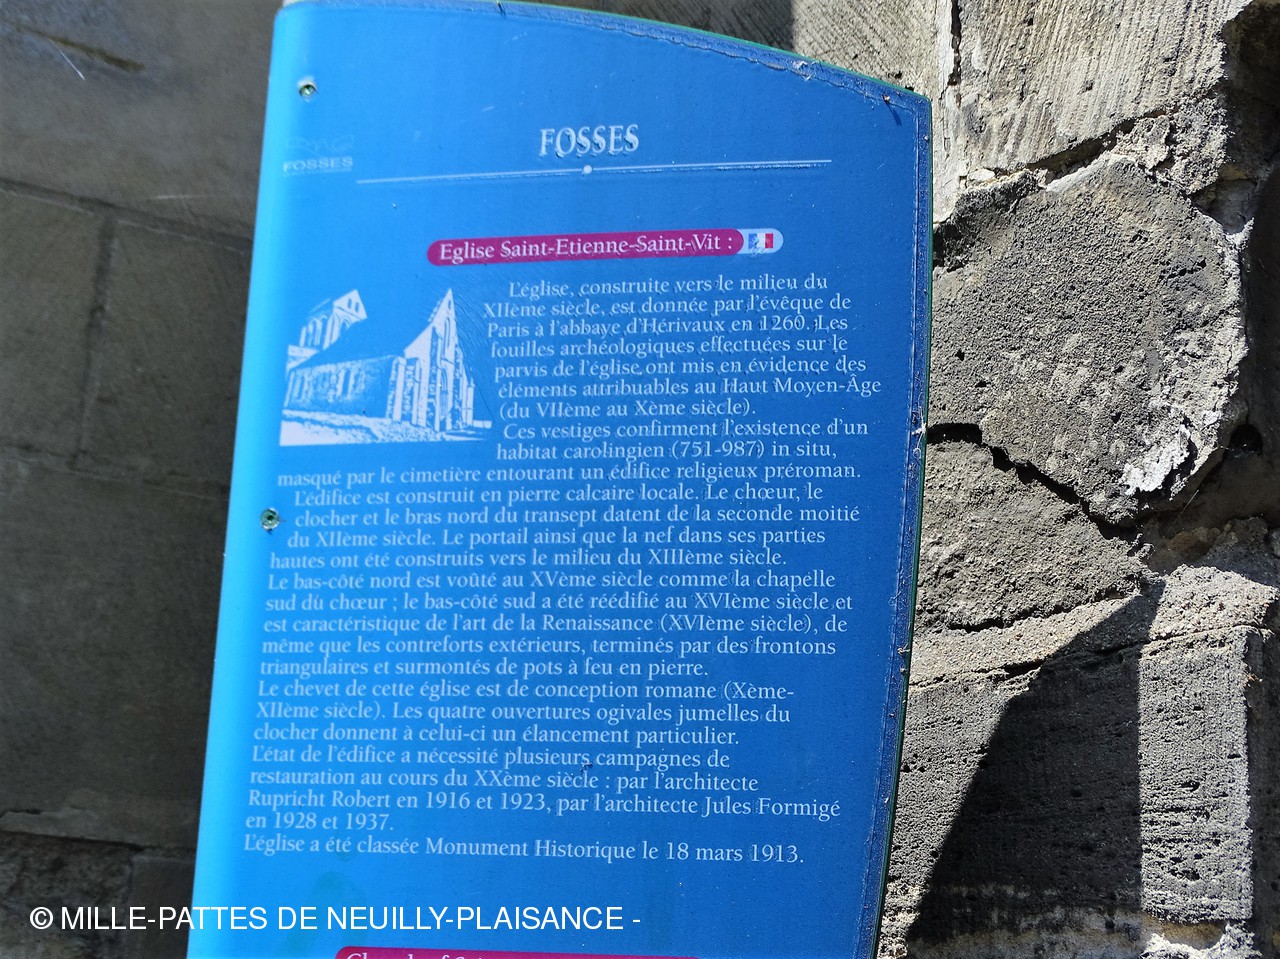 FOSSES
FOSSES
Eglise Saint-Etienne-Saint-Vit :
L'église, construite vers le milieu du
XIIème siècle, est donnée par l'évêque de
Paris à l'abbaye d'Hérivaux en 1260. Les
fouilles archéologiques effectuées sur le
parvis de l'église ont mis en évidence des
éléments attribuables au Haut Moyen-Âge
(du VIIème au Xème siècle).
Ces vestiges confirment l'existence d'un
habitat carolingien (751-987) in situ,
masqué par le cimetière entourant un édifice religieux préroman.
L'édifice est construit en pierre calcaire locale. Le chœur, le
clocher et le bras nord du transept datent de la seconde moitié
du XIIème siècle. Le portail ainsi que la nef dans ses parties
hautes ont été construits vers le milieu du XIIIème siècle.
Le bas-côté nord est voûté au XVème siècle comme la chapelle
sud du chœur ; le bas-côté sud a été réédifié au XVIème siècle et
est caractéristique de l'art de la Renaissance (XVIème siècle), de
même que les contreforts extérieurs, terminés par des frontons
triangulaires et surmontés de pots à feu en pierre.
Le chevet de cette église est de conception romane (Xème-
XIIème siècle). Les quatre ouvertures ogivales jumelles du
clocher donnent à celui-ci un élancement particulier.
L'état de l'édifice a nécessité plusieurs campagnes de
restauration au cours du XXème siècle : par l'architecte
Rupricht Robert en 1916 et 1923, par l'architecte Jules Formigé
en 1928 et 1937.
L'église a été classée Monument Historique le 18 mars 1913.
© MILLE-PATTES DE NEUILLY-PLAISANCE -